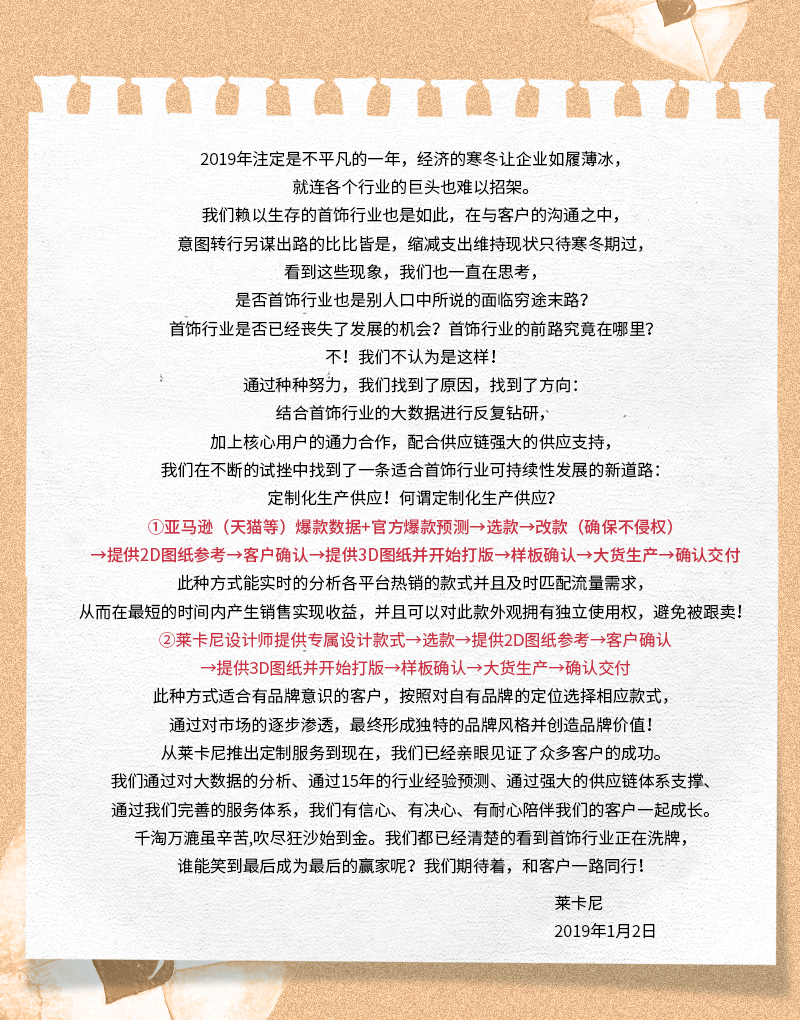 2019年注定是不平凡的一年，经济的寒冬让企业如履薄冰，
就连各个行业的巨头也难以招架。
我们赖以生存的首饰行业也是如此，在与客户的沟通之中，
意图转行另谋出路的比比皆是，缩减支出维持现状只待寒冬期过，
看到这些现象，我们也一直在思考，
是否首饰行业也是别人口中所说的面临穷途末路？
首饰行业是否已经丧失了发展的机会？首饰行业的前路究竟在哪里？
不！我们不认为是这样！
通过种种努力，我们找到了原因，找到了方向：
结合首饰行业的大数据进行反复钻研，
加上核心用户的通力合作，配合供应链强大的供应支持，
我们在不断的试挫中找到了一条适合首饰行业可持续性发展的新道路：
定制化生产供应！何谓定制化生产供应？
①亚马逊（天猫等）爆款数据+官方爆款预测→选款→改款（确保不侵权）
→提供2D图纸参考→客户确认→提供3D图纸并开始打版→样板确认→大货生产→确认交付
此种方式能实时的分析各平台热销的款式并且及时匹配流量需求，
从而在最短的时间内产生销售实现收益，并且可以对此款外观拥有独立使用权，避免被跟卖！
②莱卡尼设计师提供专属设计款式→选款→提供2D图纸参考→客户确认
→提供3D图纸并开始打版→样板确认→大货生产→确认交付
此种方式适合有品牌意识的客户，按照对自有品牌的定位选择相应款式，
通过对市场的逐步渗透，最终形成独特的品牌风格并创造品牌价值！
从莱卡尼推出定制服务到现在，我们已经亲眼见证了众多客户的成功。
我们通过对大数据的分析、通过15年的行业经验预测、通过强大的供应链体系支撑、
通过我们完善的服务体系，我们有信心、有决心、有耐心陪伴我们的客户一起成长。
千淘万漉虽辛苦,吹尽狂沙始到金。我们都已经清楚的看到首饰行业正在洗牌，
谁能笑到最后成为最后的赢家呢？我们期待着，和客户一路同行！
莱卡尼
2019年1月2日